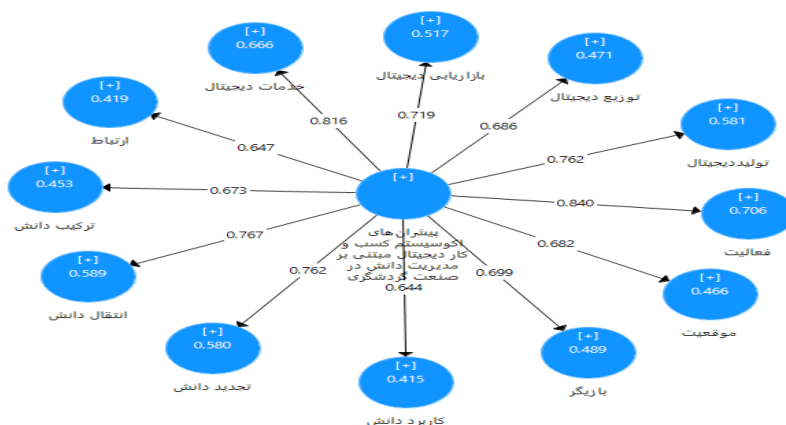 [+]
0.517
بازاریابی دیجیتال
[+]
0.666
خدمات دیجیتال
[+]
0.471
توزیع دیجیتال
[+]
0.419
ارتباط
[+]
0.581
تولیددیجیتال
[+]
0.453
ترکیب دانش
[+]
0.706
فعالیت
[+]
0.589
انتقال دانش
[+]
0.466
موقعیت
[+]
0.580
تجدید دانش
[+]
0.489
بازیگر
[+]
0.415
کاربرد دانش
[+]
پیشران‌های
اکوسیستم کسب و
کار دیجیتال مبتنی بر
مدیریت دانش در
صنعت گردشگری
0.816
0.719
0.686
0.647
0.762
0.673
0.840
0.767
0.682
0.762
0.699
0.644